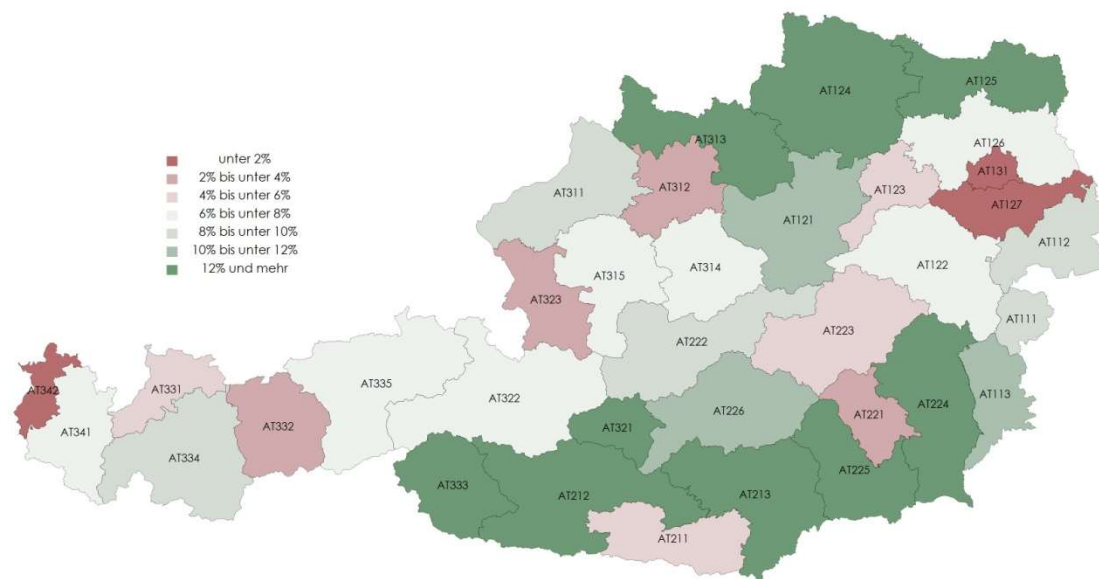 AT124
AT125
AT313
AT126
unter 2%
2% bis unter 4%
4% bis unter 6%
6% bis unter 8%
8% bis unter 10%
10% bis unter 12%
12% und mehr
AT131
AT311
AT312
AT123
AT127
AT121
AT112
AT315
AT314
AT122
AT323
AT111
AT223
AT222
AT335
AT342
AT331
AT322
AT113
AT224
AT226
AT221
AT332
AT321
AT341
AT334
AT225
AT333
AT212
AT213
AT211